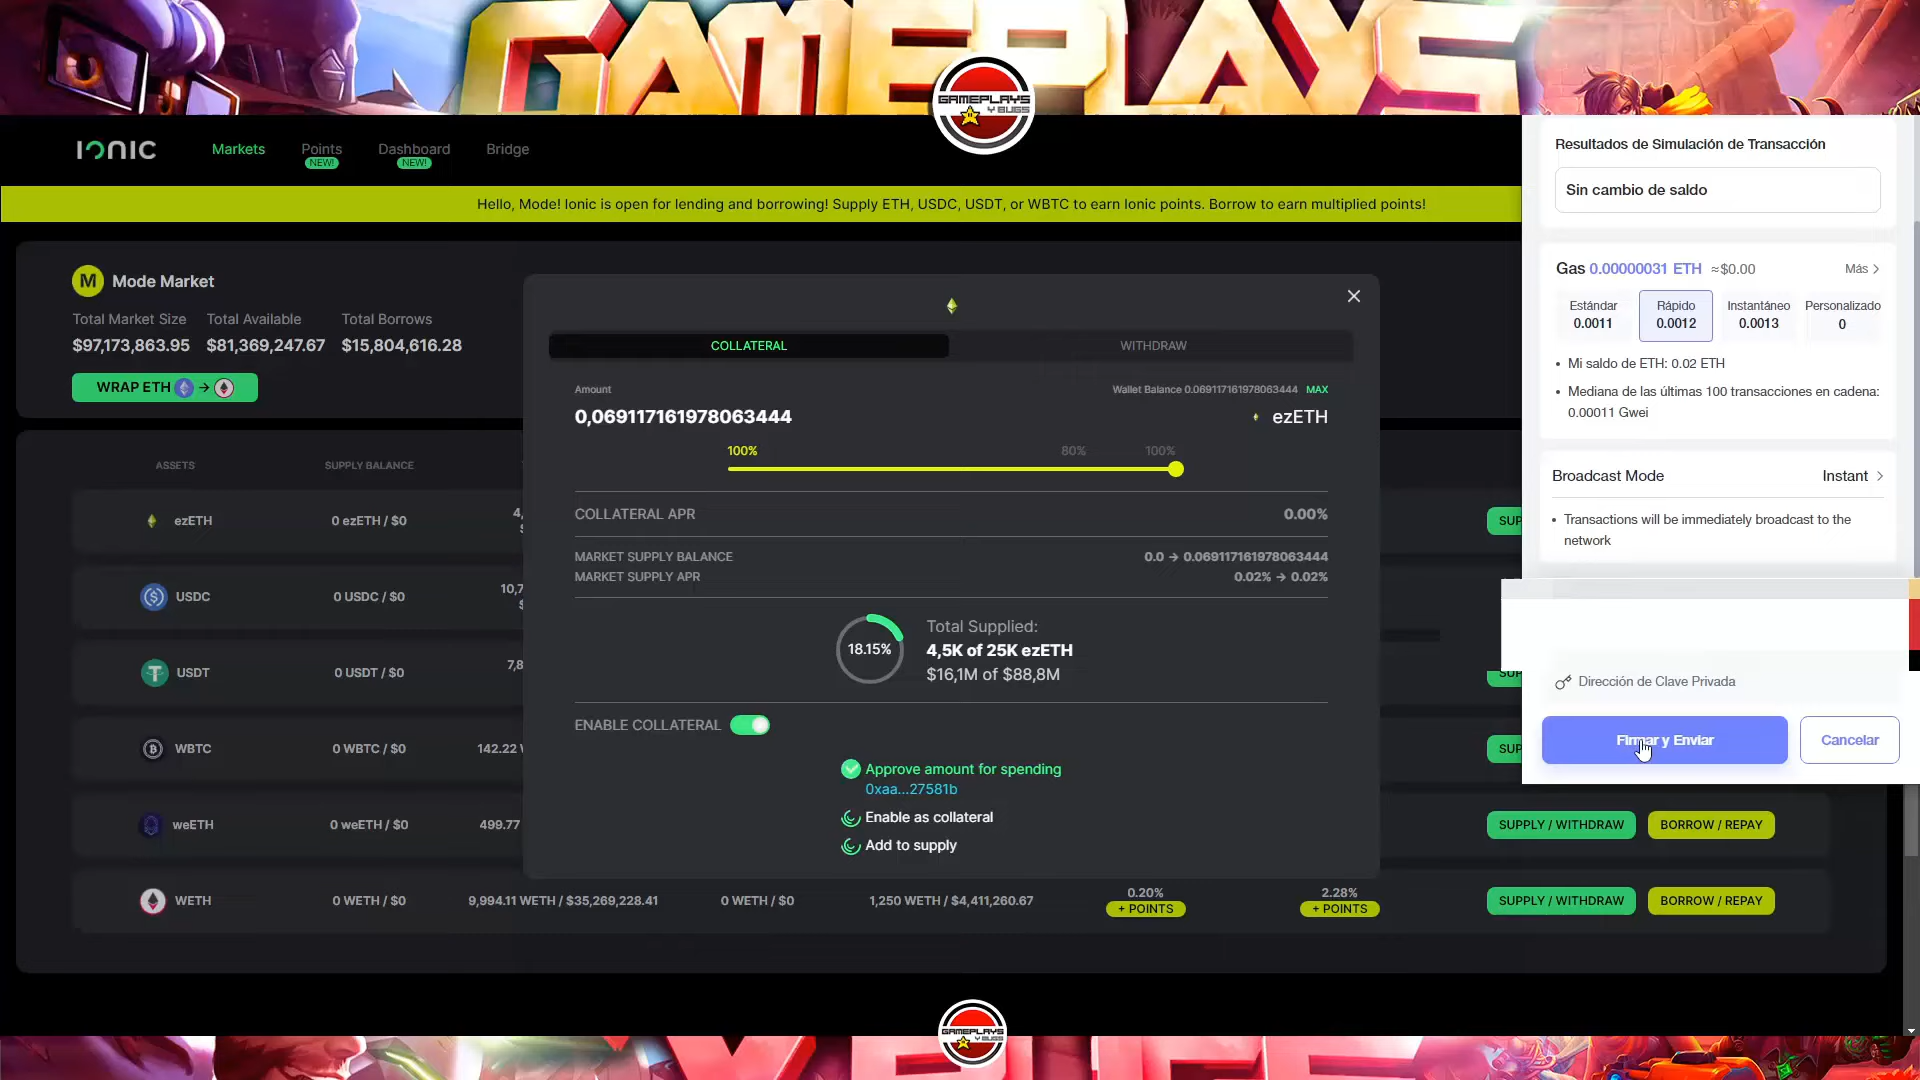 GAMEPLAYS
GAMEPLAYS
Y BUGS
IONIC
Markets
Points
NEW!
Dashboard
NEW!
Bridge
Hello, Mode! Ionic is open for lending and borrowing! Supply ETH, USDC, USDT, or WBTC to earn Ionic points. Borrow to earn multiplied points!
M Mode Market
Total Market Size
Total Available
Total Borrows
$97,173,863.95
$81,369,247.67
$15,804,616.28
WRAP ETH
COLLATERAL
WITHDRAW
Amount
Wallet Balance 0.069117161978063444 MAX
0,069117161978063444
ezETH
100%
80%
100%
COLLATERAL APR
0.00%
MARKET SUPPLY BALANCE
0.0 → 0.069117161978063444
MARKET SUPPLY APR
0.02% → 0.02%
18.15%
Total Supplied:
4,5K of 25K ezETH
$16,1M of $88,8M
ENABLE COLLATERAL
Approve amount for spending
0xaa...27581b
Enable as collateral
Add to supply
ASSETS
SUPPLY BALANCE
ezETH
0 ezETH / $0
4,
SUP
USDC
0 USDC / $0
10,7
USDT
0 USDT / $0
7,8
SUP
WBTC
0 WBTC / $0
142.22
SUP
weETH
0 weETH / $0
499.77
SUPPLY / WITHDRAW
BORROW / REPAY
WETH
0 WETH / $0
9,994.11 WETH / $35,269,228.41
0 WETH / $0
1,250 WETH / $4,411,260.67
0.20%
+ POINTS
2.28%
+ POINTS
SUPPLY / WITHDRAW
BORROW / REPAY
Resultados de Simulación de Transacción
Sin cambio de saldo
Gas 0.00000031 ETH ≈$0.00
Más >
Estándar
0.0011
Rápido
0.0012
Instantáneo
0.0013
Personalizado
0
• Mi saldo de ETH: 0.02 ETH
• Mediana de las últimas 100 transacciones en cadena:
0.00011 Gwei
Broadcast Mode
Instant >
• Transactions will be immediately broadcast to the
network
Dirección de Clave Privada
Firmar y Enviar
Cancelar
GAMEPLAYS
Y BUGS